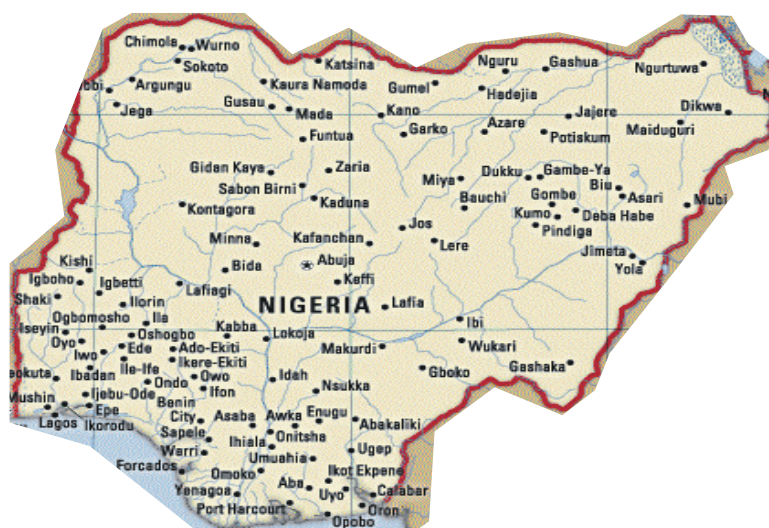 Chimola
Wurno
Katsina
Sokoto
Nguru
Gashua
Ngurtuwa
Argungu
Kaura Namoda
Gumel
Hadejia
Jega
Gusau
Mada
Kano
Jajere
Dikwa
Garko
Azare
Potiskum
Maiduguri
Funtua
Gidan Kaya
Zaria
Miya
Dukku
Gambe-Ya
Sabon Birni
Biu
Kontagora
Kaduna
Bauchi
Gombe
Asari
Mubi
Kumo
Deba Habe
Jos
Pindiga
Minna
Kafanchan
Lere
Jimeta
Kishi
Bida
Abuja
Yola
Igboho
Igbetti
Lafiagi
Keffi
Shaki
Ilorin
NIGERIA
Lafia
Ogbomosho
Ila
Iseyin
Oshogbo
Kabba
Lokoja
Ibi
Oyo
Ede
Ado-Ekiti
Makurdi
Wukari
Iwo
Ikere-Ekiti
Gashaka
eokuta
Ibadan
Ile-Ife
Owo
Idah
Gboko
Ondo
Ifon
Nsukka
Mushin
Ijebu-Ode
Benin
City
Epe
Asaba
Awka
Enugu
Abakaliki
Lagos
Ikorodu
Sapele
Onitsha
Ihiala
Warri
Umuahia
Ugep
Forcados
Omoko
Ikot Ekpene
Yenagoa
Aba
Uyo
Calabar
Port Harcourt
Oron
Opobo